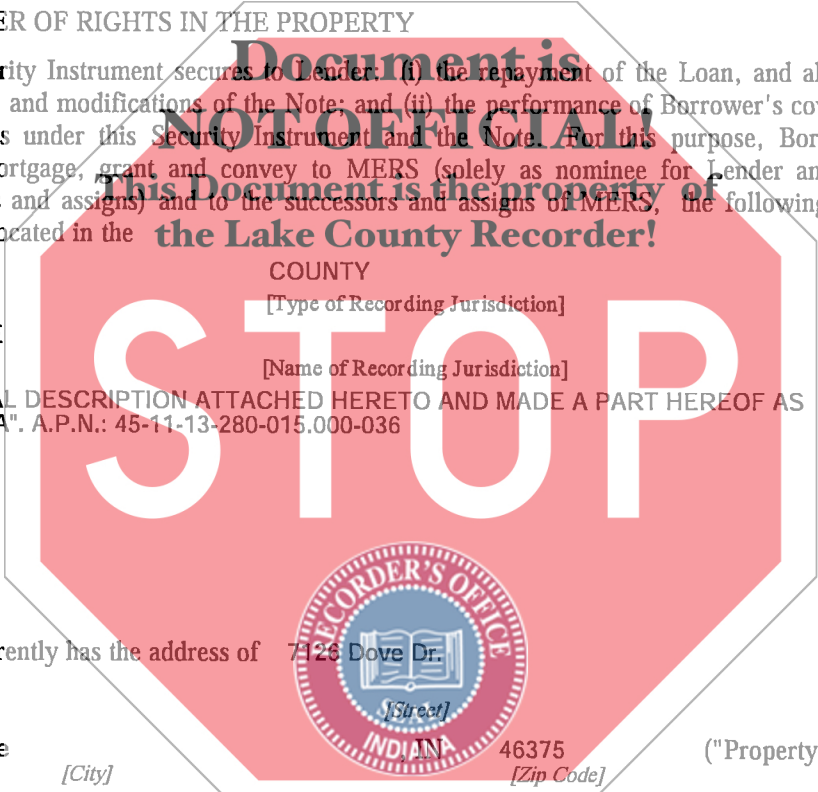 ER OF RIGHTS IN THE PROPERTY
Document is
rity Instrument secures to Lender: (i) the repayment of the Loan, and al
and modifications of the Note; and (ii) the performance of Borrower's cov
NOT OFFICIAL!
s under this Security Instrument and the Note. For this purpose, Bor
ortgage, grant and convey to MERS (solely as nominee for Lender an
This Document is the property of
and assigns) and to the successors and assigns of MERS, the following
ocated in the
the Lake County Recorder!
COUNTY
[Type of Recording Jurisdiction]
[Name of Recording Jurisdiction]
STOP
AL DESCRIPTION ATTACHED HERETO AND MADE A PART HEREOF AS
A". A.P.N.: 45-11-13-280-015.000-036
RECORDER'S OFFICE
rently has the address of 7126 Dove Dr.
[Street]
SEAL
INDIANA
e , IN 46375 ("Property
[City] [Zip Code]